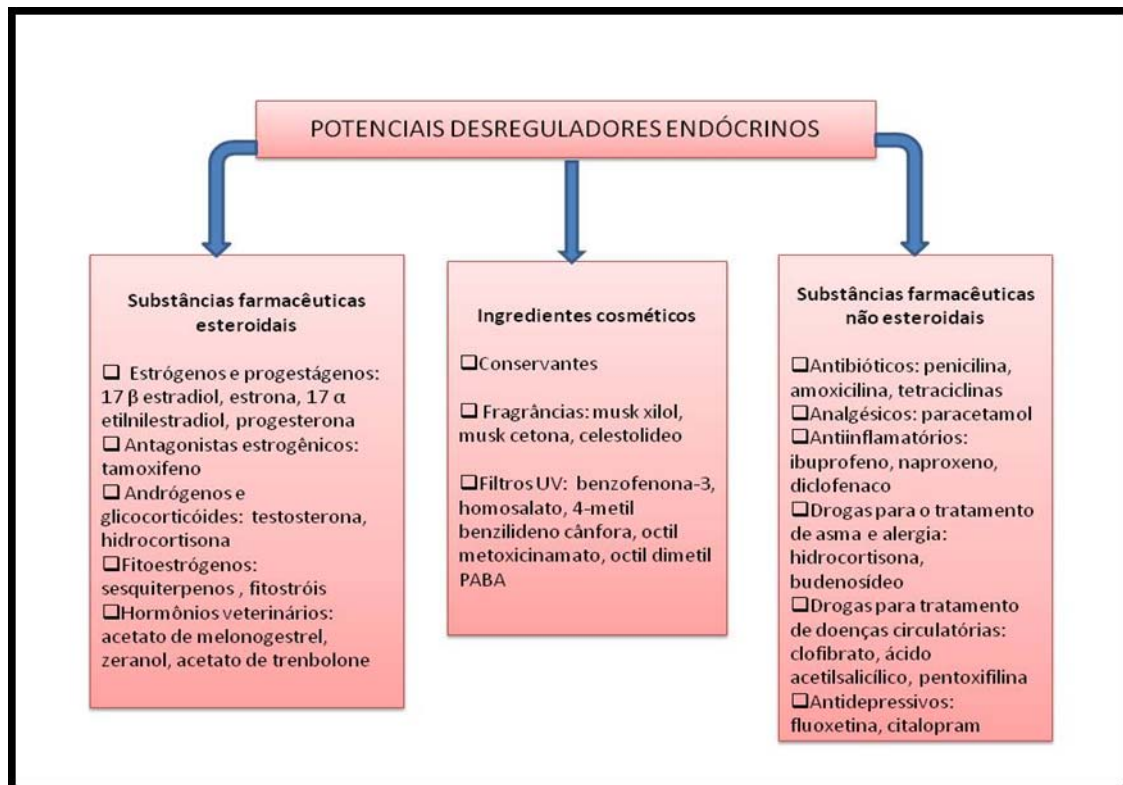 POTENCIAIS DESREGULADORES ENDÓCRINOS
Substâncias farmacêuticas
esteroidais
❑ Estrógenos e progestágenos:
17 β estradiol, estrona, 17 α
etilnilestradiol, progesterona
❑ Antagonistas estrogênicos:
tamoxifeno
❑ Andrógenos e
glicocorticóides: testosterona,
hidrocortisona
❑Fitoestrógenos:
sesquiterpenos , fitostróis
❑Hormônios veterinários:
acetato de melonogestrel,
zeranol, acetato de trenbolone
Ingredientes cosméticos
❑Conservantes
❑ Fragrâncias: musk xilol,
musk cetona, celestolideo
❑Filtros UV: benzofenona-3,
homosalato, 4-metil
benzilideno cânfora, octil
metoxicinamato, octil dimetil
PABA
Substâncias farmacêuticas
não esteroidais
❑Antibióticos: penicilina,
amoxicilina, tetraciclinas
❑Analgésicos: paracetamol
❑Antiinflamatórios:
ibuprofeno, naproxeno,
diclofenaco
❑Drogas para o tratamento
de asma e alergia:
hidrocortisona,
budenosídeo
❑Drogas para tratamento
de doenças circulatórias:
clofibrato, ácido
acetilsalicílico, pentoxifilina
❑Antidepressivos:
fluoxetina, citalopram